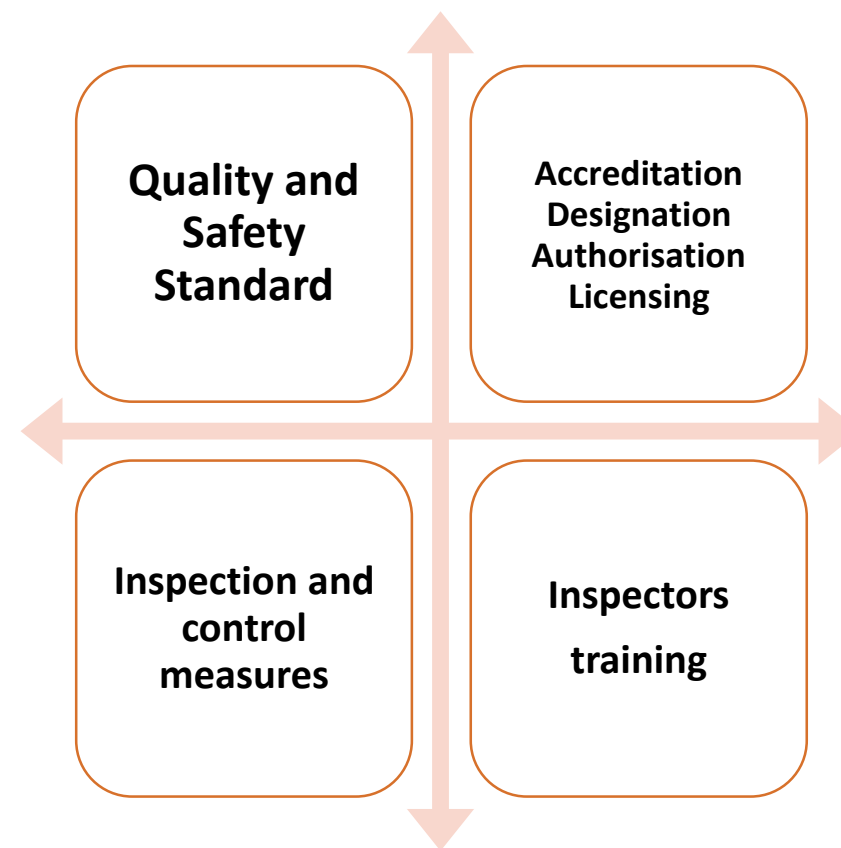 Quality and
Safety
Standard
Accreditation
Designation
Authorisation
Licensing
Inspection and
control
measures
Inspectors
training